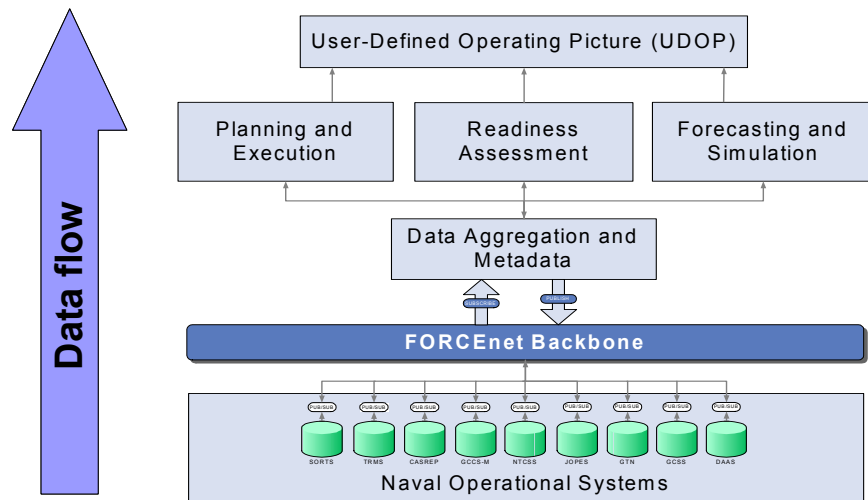 User-Defined Operating Picture (UDOP)
Planning and
Execution
Readiness
Assessment
Forecasting and
Simulation
Data Aggregation and
Metadata
SUBSCRIBE
PUBLISH
FORCEnet Backbone
PUB/SUB PUB/SUB PUB/SUB PUB/SUB PUB/SUB PUB/SUB PUB/SUB PUB/SUB PUB/SUB
SORTS TRMS CASREP GCCS-M NTCSS JOPES GTN GCSS DAAS
Naval Operational Systems
Data flow